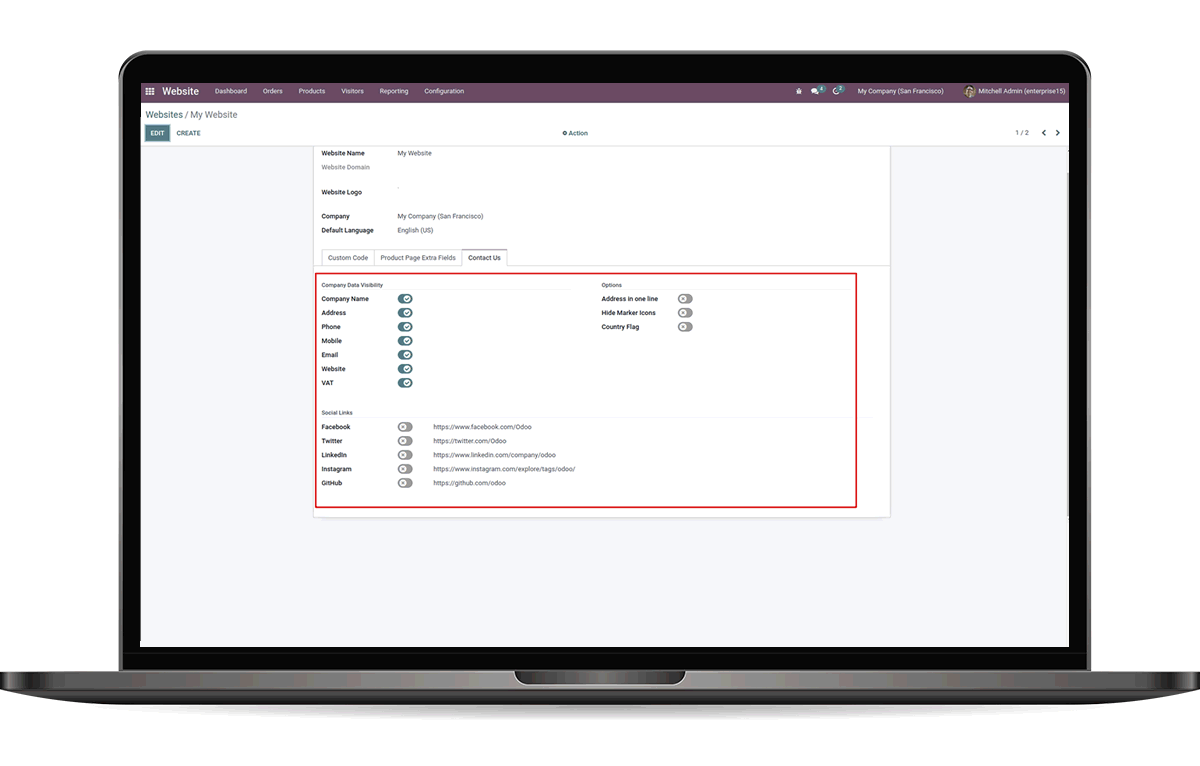 Website Dashboard Orders Products Visitors Reporting Configuration 4 2 My Company (San Francisco) Mitchell Admin (enterprise15)
Websites / My Website
EDIT CREATE Action 1 / 2
Website Name My Website
Website Domain
Website Logo
Company My Company (San Francisco)
Default Language English (US)
Custom Code Product Page Extra Fields Contact Us
Company Data Visibility Options
Company Name Address in one line
Address Hide Marker Icons
Phone Country Flag
Mobile
Email
Website
VAT
Social Links
Facebook https://www.facebook.com/Odoo
Twitter https://twitter.com/Odoo
LinkedIn https://www.linkedin.com/company/odoo
Instagram https://www.instagram.com/explore/tags/odoo/
GitHub https://github.com/odoo